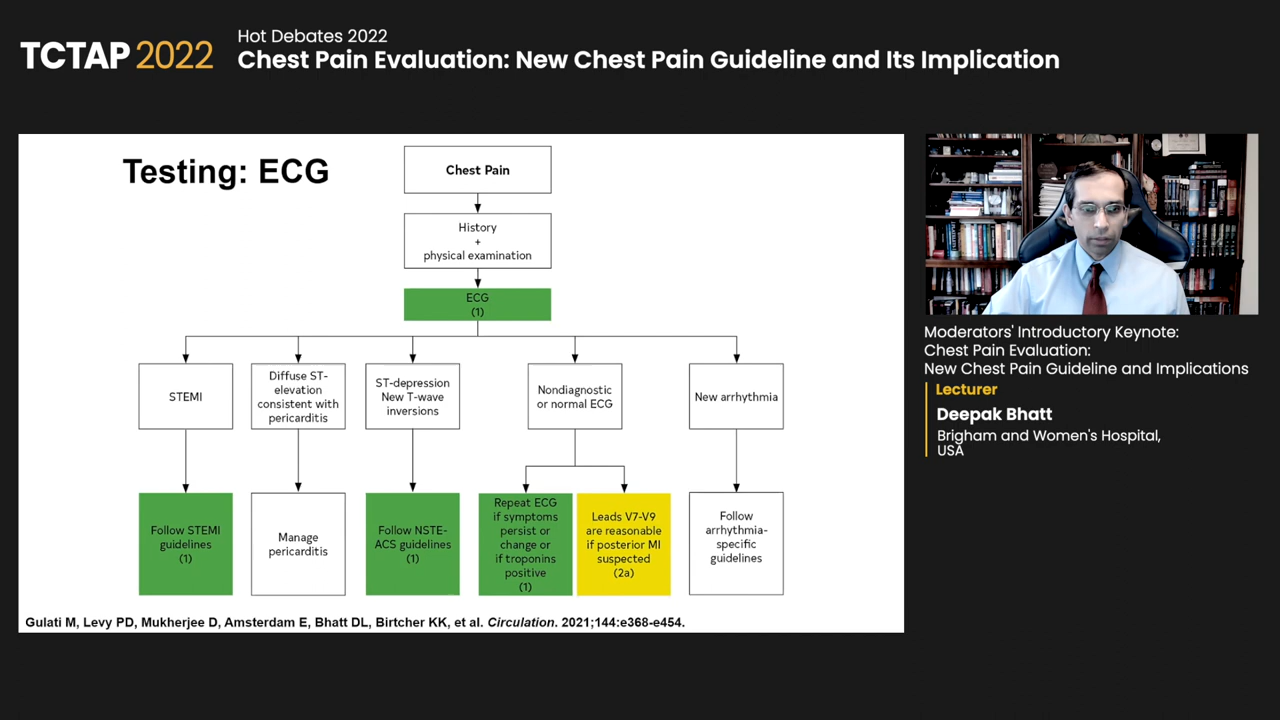 TCTAP 2022
Hot Debates 2022
Chest Pain Evaluation: New Chest Pain Guideline and Its Implication
Testing: ECG
Chest Pain
History
+
physical examination
ECG
(1)
STEMI
Diffuse ST-
elevation
consistent with
pericarditis
ST-depression
New T-wave
inversions
Nondiagnostic
or normal ECG
New arrhythmia
Follow STEMI
guidelines
(1)
Manage
pericarditis
Follow NSTE-
ACS guidelines
(1)
Repeat ECG
if symptoms
persist or
change or
if troponins
positive
(1)
Leads V7-V9
are reasonable
if posterior MI
suspected
(2a)
Follow
arrhythmia-
specific
guidelines
Gulati M, Levy PD, Mukherjee D, Amsterdam E, Bhatt DL, Birtcher KK, et al. Circulation. 2021;144:e368-e454.
Moderators' Introductory Keynote:
Chest Pain Evaluation:
New Chest Pain Guideline and Implications
Lecturer
Deepak Bhatt
Brigham and Women's Hospital,
USA